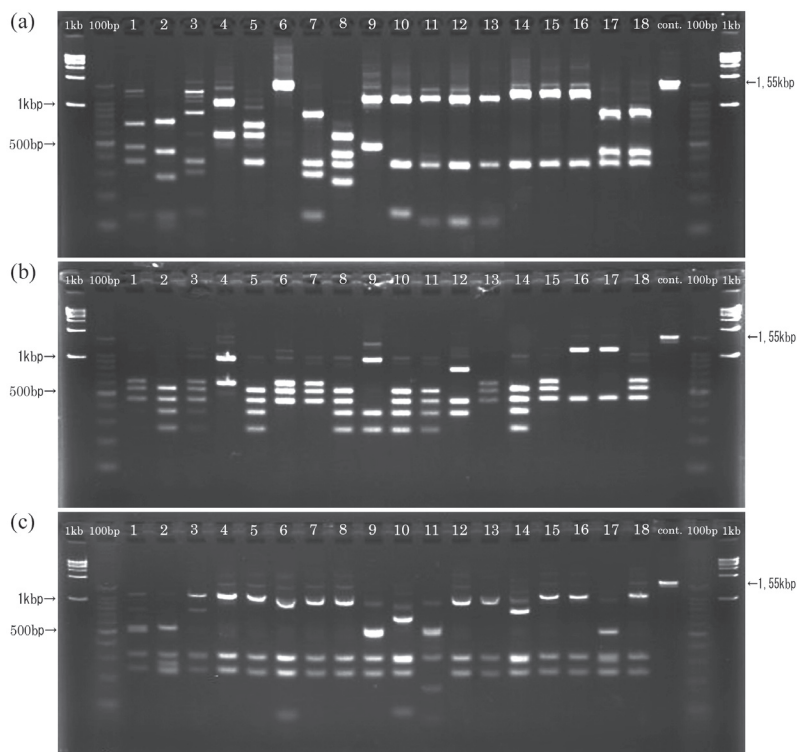 (a)
1kb 100bp 1 2 3 4 5 6 7 8 9 10 11 12 13 14 15 16 17 18 cont. 100bp 1kb
←1,55kbp
1kbp→
500bp→
(b)
1kb 100bp 1 2 3 4 5 6 7 8 9 10 11 12 13 14 15 16 17 18 cont. 100bp 1kb
←1,55kbp
1kbp→
500bp→
(c)
1kb 100bp 1 2 3 4 5 6 7 8 9 10 11 12 13 14 15 16 17 18 cont. 100bp 1kb
←1,55kbp
1kbp→
500bp→